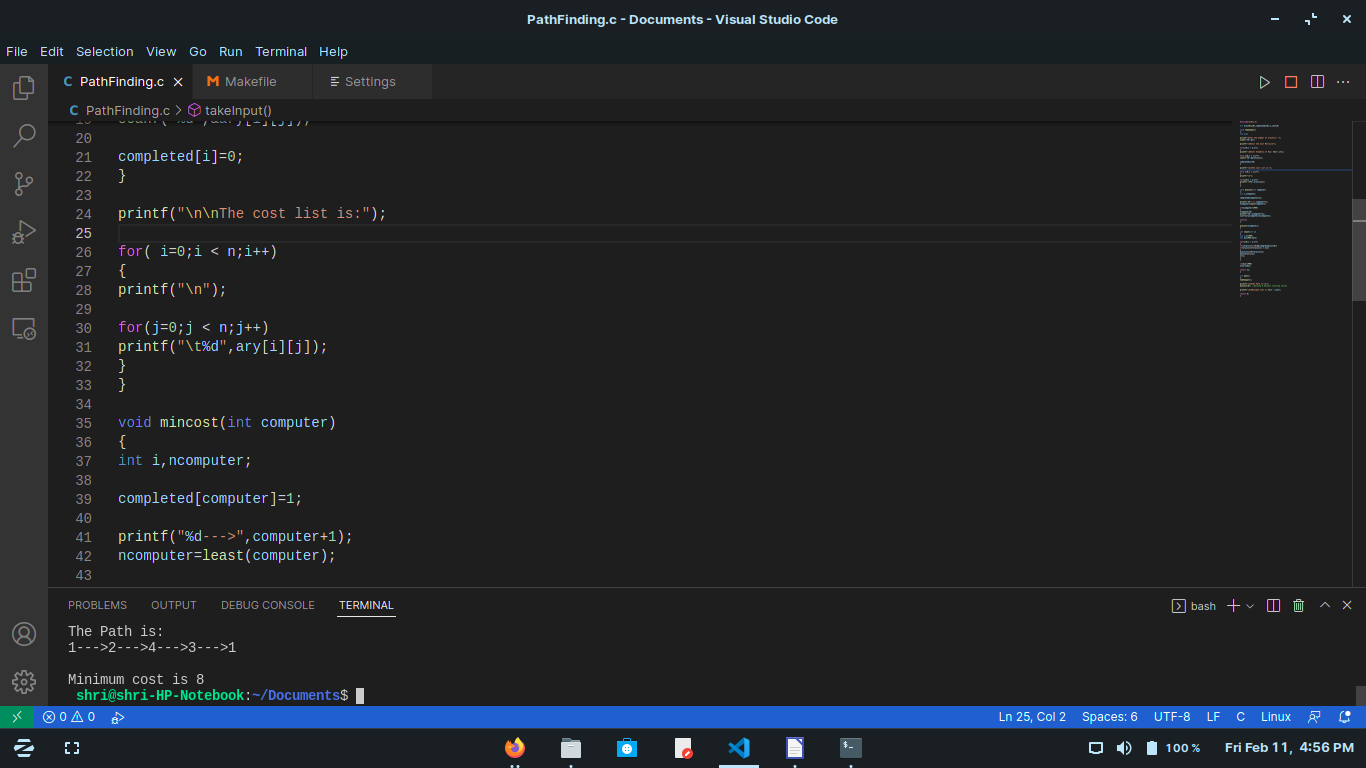 PathFinding.c - Documents - Visual Studio Code
File Edit Selection View Go Run Terminal Help
C PathFinding.c M Makefile Settings
C PathFinding.c > takeInput()
20
21 completed[i]=0;
22 }
23
24 printf("\n\nThe cost list is:");
25
26 for( i=0;i < n;i++)
27 {
28 printf("\n");
29
30 for(j=0;j < n;j++)
31 printf("\t%d",ary[i][j]);
32 }
33 }
34
35 void mincost(int computer)
36 {
37 int i,ncomputer;
38
39 completed[computer]=1;
40
41 printf("%d--->",computer+1);
42 ncomputer=least(computer);
43
PROBLEMS OUTPUT DEBUG CONSOLE TERMINAL bash
The Path is:
1--->2--->4--->3--->1
Minimum cost is 8
shri@shri-HP-Notebook:~/Documents$
0 0 Ln 25, Col 2 Spaces: 6 UTF-8 LF C Linux
100 % Fri Feb 11, 4:56 PM